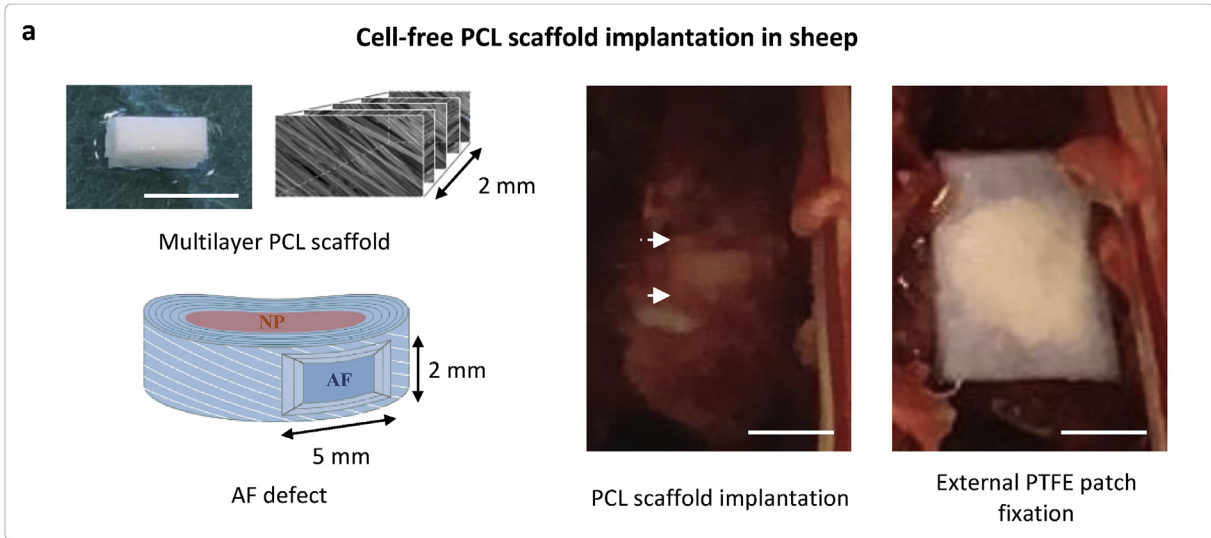 a
Cell-free PCL scaffold implantation in sheep
2 mm
Multilayer PCL scaffold
NP
AF
2 mm
5 mm
AF defect
PCL scaffold implantation
External PTFE patch
fixation